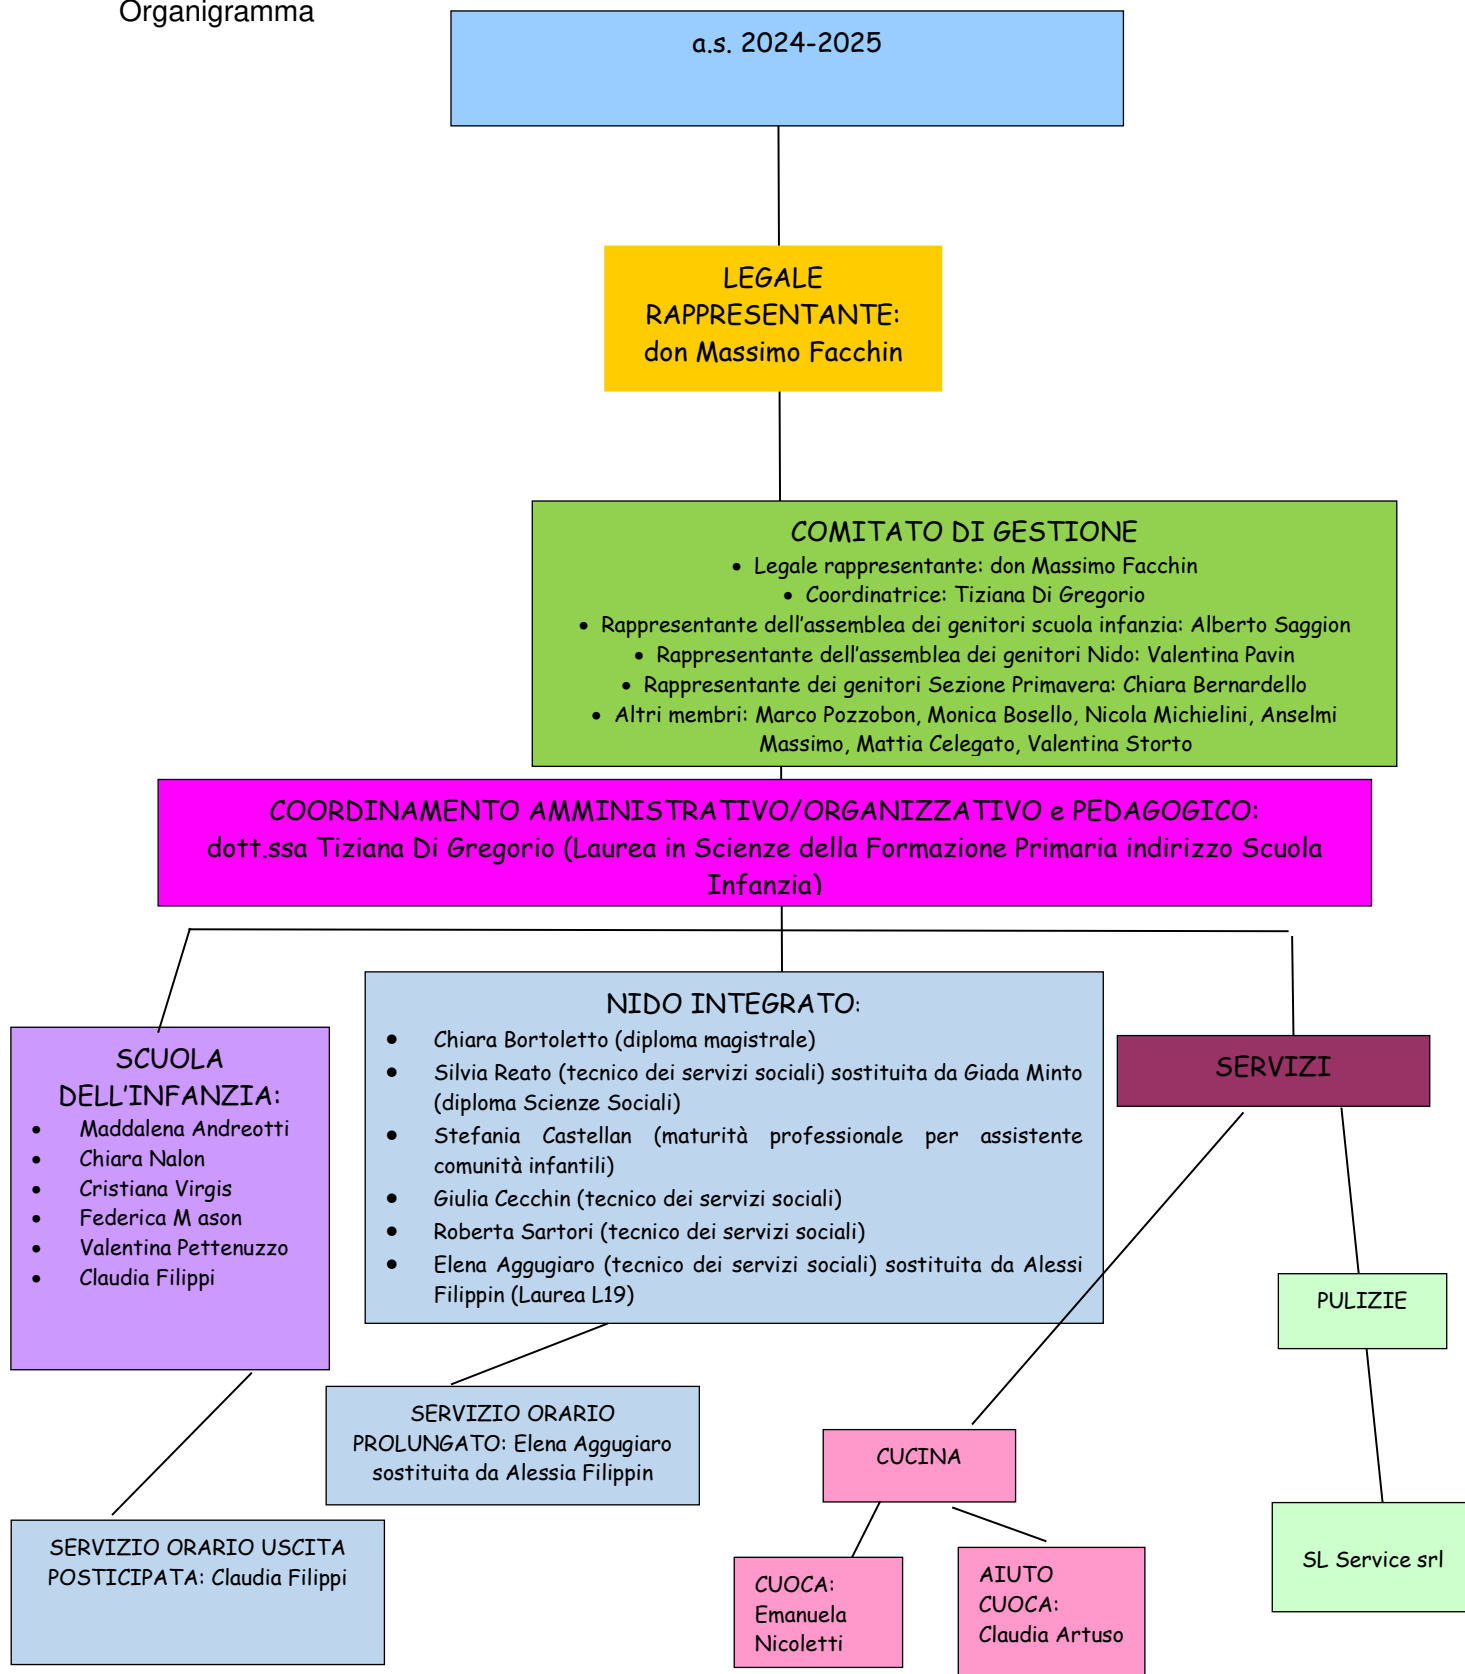 Organigramma
a.s. 2024-2025
LEGALE
RAPPRESENTANTE:
don Massimo Facchin
COMITATO DI GESTIONE
• Legale rappresentante: don Massimo Facchin
• Coordinatrice: Tiziana Di Gregorio
• Rappresentante dell'assemblea dei genitori scuola infanzia: Alberto Saggion
• Rappresentante dell'assemblea dei genitori Nido: Valentina Pavin
• Rappresentante dei genitori Sezione Primavera: Chiara Bernardello
• Altri membri: Marco Pozzobon, Monica Bosello, Nicola Michielini, Anselmi
Massimo, Mattia Celegato, Valentina Storto
COORDINAMENTO AMMINISTRATIVO/ORGANIZZATIVO e PEDAGOGICO:
dott.ssa Tiziana Di Gregorio (Laurea in Scienze della Formazione Primaria indirizzo Scuola
Infanzia)
SCUOLA
DELL'INFANZIA:
• Maddalena Andreotti
• Chiara Nalon
• Cristiana Virgis
• Federica M ason
• Valentina Pettenuzzo
• Claudia Filippi
NIDO INTEGRATO:
• Chiara Bortoletto (diploma magistrale)
• Silvia Reato (tecnico dei servizi sociali) sostituita da Giada Minto
(diploma Scienze Sociali)
• Stefania Castellan (maturità professionale per assistente
comunità infantili)
• Giulia Cecchin (tecnico dei servizi sociali)
• Roberta Sartori (tecnico dei servizi sociali)
• Elena Aggugiaro (tecnico dei servizi sociali) sostituita da Alessi
Filippin (Laurea L19)
SERVIZI
PULIZIE
SERVIZIO ORARIO
PROLUNGATO: Elena Aggugiaro
sostituita da Alessia Filippin
CUCINA
SERVIZIO ORARIO USCITA
POSTICIPATA: Claudia Filippi
CUOCA:
Emanuela
Nicoletti
AIUTO
CUOCA:
Claudia Artuso
SL Service srl